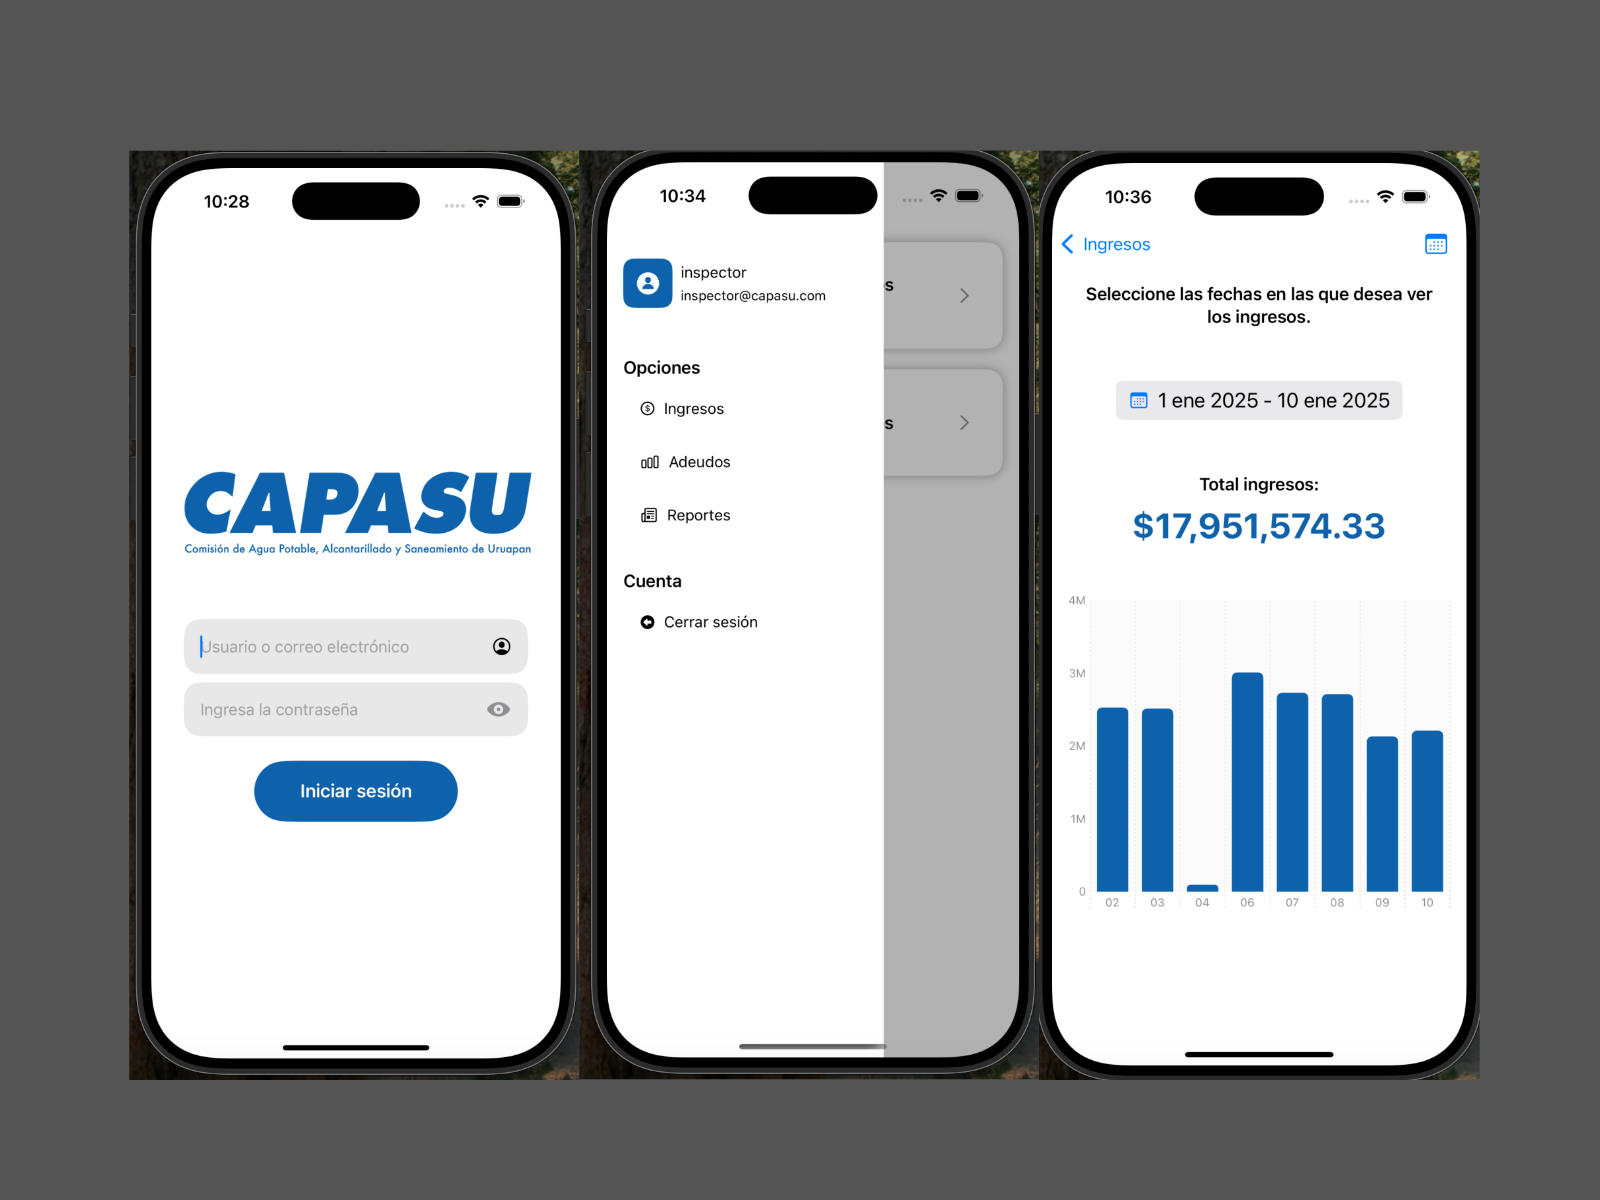 10:28
CAPASU
Comisión de Agua Potable, Alcantarillado y Saneamiento de Uruapan
Usuario o correo electrónico
Ingresa la contraseña
Iniciar sesión
10:34
inspector
inspector@capasu.com
Opciones
Ingresos
Adeudos
Reportes
Cuenta
Cerrar sesión
s
s
10:36
Ingresos
Seleccione las fechas en las que desea ver
los ingresos.
1 ene 2025 - 10 ene 2025
Total ingresos:
$17,951,574.33
4M
3M
2M
1M
0
02 03 04 06 07 08 09 10